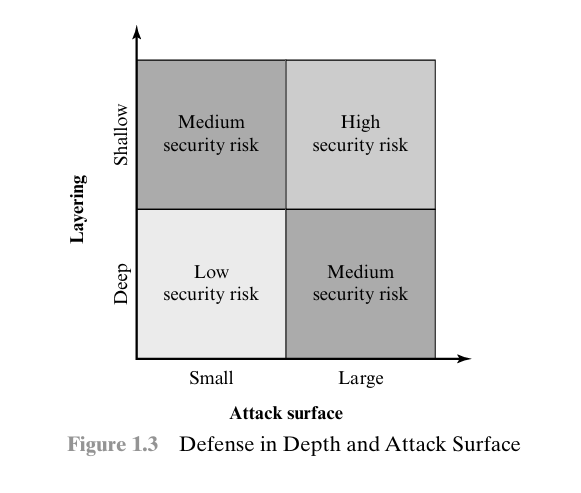 Layering
Shallow
Deep
Medium
security risk
High
security risk
Low
security risk
Medium
security risk
Small
Large
Attack surface
Figure 1.3 Defense in Depth and Attack Surface